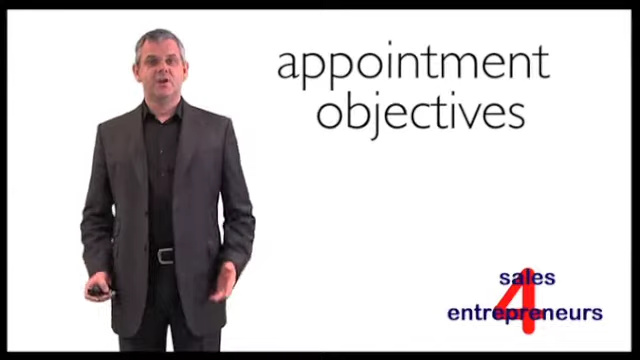 appointment
objectives
sales
4
entrepreneurs